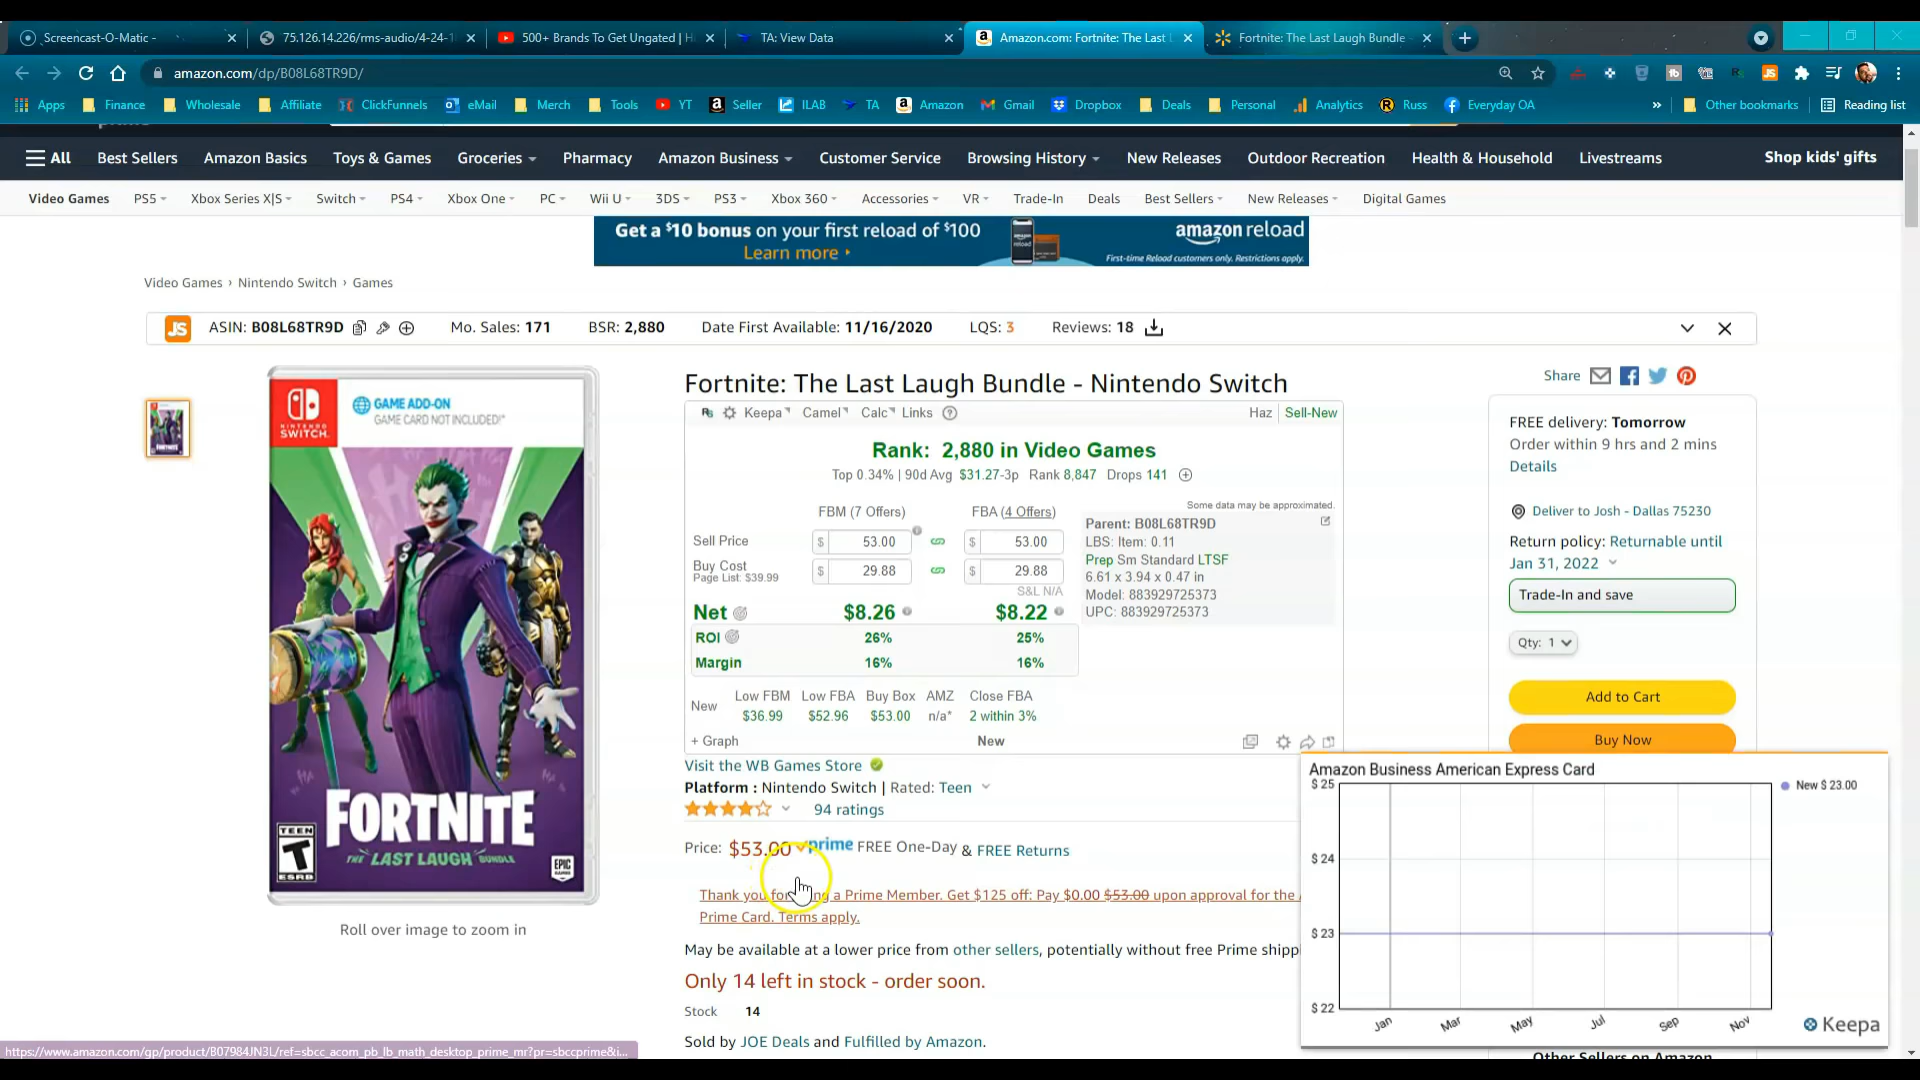 Screencast-O-Matic -
75.126.14.226/rms-audio/4-24-1
500+ Brands To Get Ungated | H
TA: View Data
Amazon.com: Fortnite: The Last L
Fortnite: The Last Laugh Bundle -
amazon.com/dp/B08L68TR9D/
Apps Finance Wholesale Affiliate ClickFunnels eMail Merch Tools YT Seller ILAB TA Amazon Gmail Dropbox Deals Personal Analytics Russ Everyday OA » Other bookmarks Reading list
All Best Sellers Amazon Basics Toys & Games Groceries Pharmacy Amazon Business Customer Service Browsing History New Releases Outdoor Recreation Health & Household Livestreams Shop kids' gifts
Video Games PS5 Xbox Series X|S Switch PS4 Xbox One PC Wii U 3DS PS3 Xbox 360 Accessories VR Trade-In Deals Best Sellers New Releases Digital Games
Get a $10 bonus on your first reload of $100
Learn more
amazon reload
First-time Reload customers only. Restrictions apply.
Video Games › Nintendo Switch › Games
JS ASIN: B08L68TR9D Mo. Sales: 171 BSR: 2,880 Date First Available: 11/16/2020 LQS: 3 Reviews: 18
NINTENDO SWITCH
GAME ADD-ON
GAME CARD NOT INCLUDED!*
FORTNITE
THE LAST LAUGH BUNDLE
TEEN
T
ESRB
EPIC GAMES
Roll over image to zoom in
Fortnite: The Last Laugh Bundle - Nintendo Switch
Keepa Camel Calc Links Haz Sell-New
Rank: 2,880 in Video Games
Top 0.34% | 90d Avg $31.27-3p Rank 8,847 Drops 141
Some data may be approximated.
FBM (7 Offers) FBA (4 Offers)
Sell Price $ 53.00 $ 53.00
Buy Cost $ 29.88 $ 29.88
Page List: $39.99
S&L N/A
Net $8.26 $8.22
ROI 26% 25%
Margin 16% 16%
Parent: B08L68TR9D
LBS: Item: 0.11
Prep Sm Standard LTSF
6.61 x 3.94 x 0.47 in
Model: 883929725373
UPC: 883929725373
Low FBM Low FBA Buy Box AMZ Close FBA
New $36.99 $52.96 $53.00 n/a* 2 within 3%
+ Graph New
Visit the WB Games Store
Platform : Nintendo Switch | Rated: Teen
94 ratings
Price: $53.00 prime FREE One-Day & FREE Returns
Thank you for a Prime Member. Get $125 off: Pay $0.00 $53.00 upon approval for the
Prime Card. Terms apply.
May be available at a lower price from other sellers, potentially without free Prime shipp
Only 14 left in stock - order soon.
Stock 14
Sold by JOE Deals and Fulfilled by Amazon.
Share
FREE delivery: Tomorrow
Order within 9 hrs and 2 mins
Details
Deliver to Josh - Dallas 75230
Return policy: Returnable until
Jan 31, 2022
Trade-In and save
Qty: 1
Add to Cart
Buy Now
Amazon Business American Express Card
$ 25
$ 24
$ 23
$ 22
New $ 23.00
Jan Mar May Jul Sep Nov
Keepa
Other Sellers on Amazon
https://www.amazon.com/gp/product/B07984JN3L/ref=sbcc_acom_pb_lb_math_desktop_prime_mr?pr=sbccprime&i...